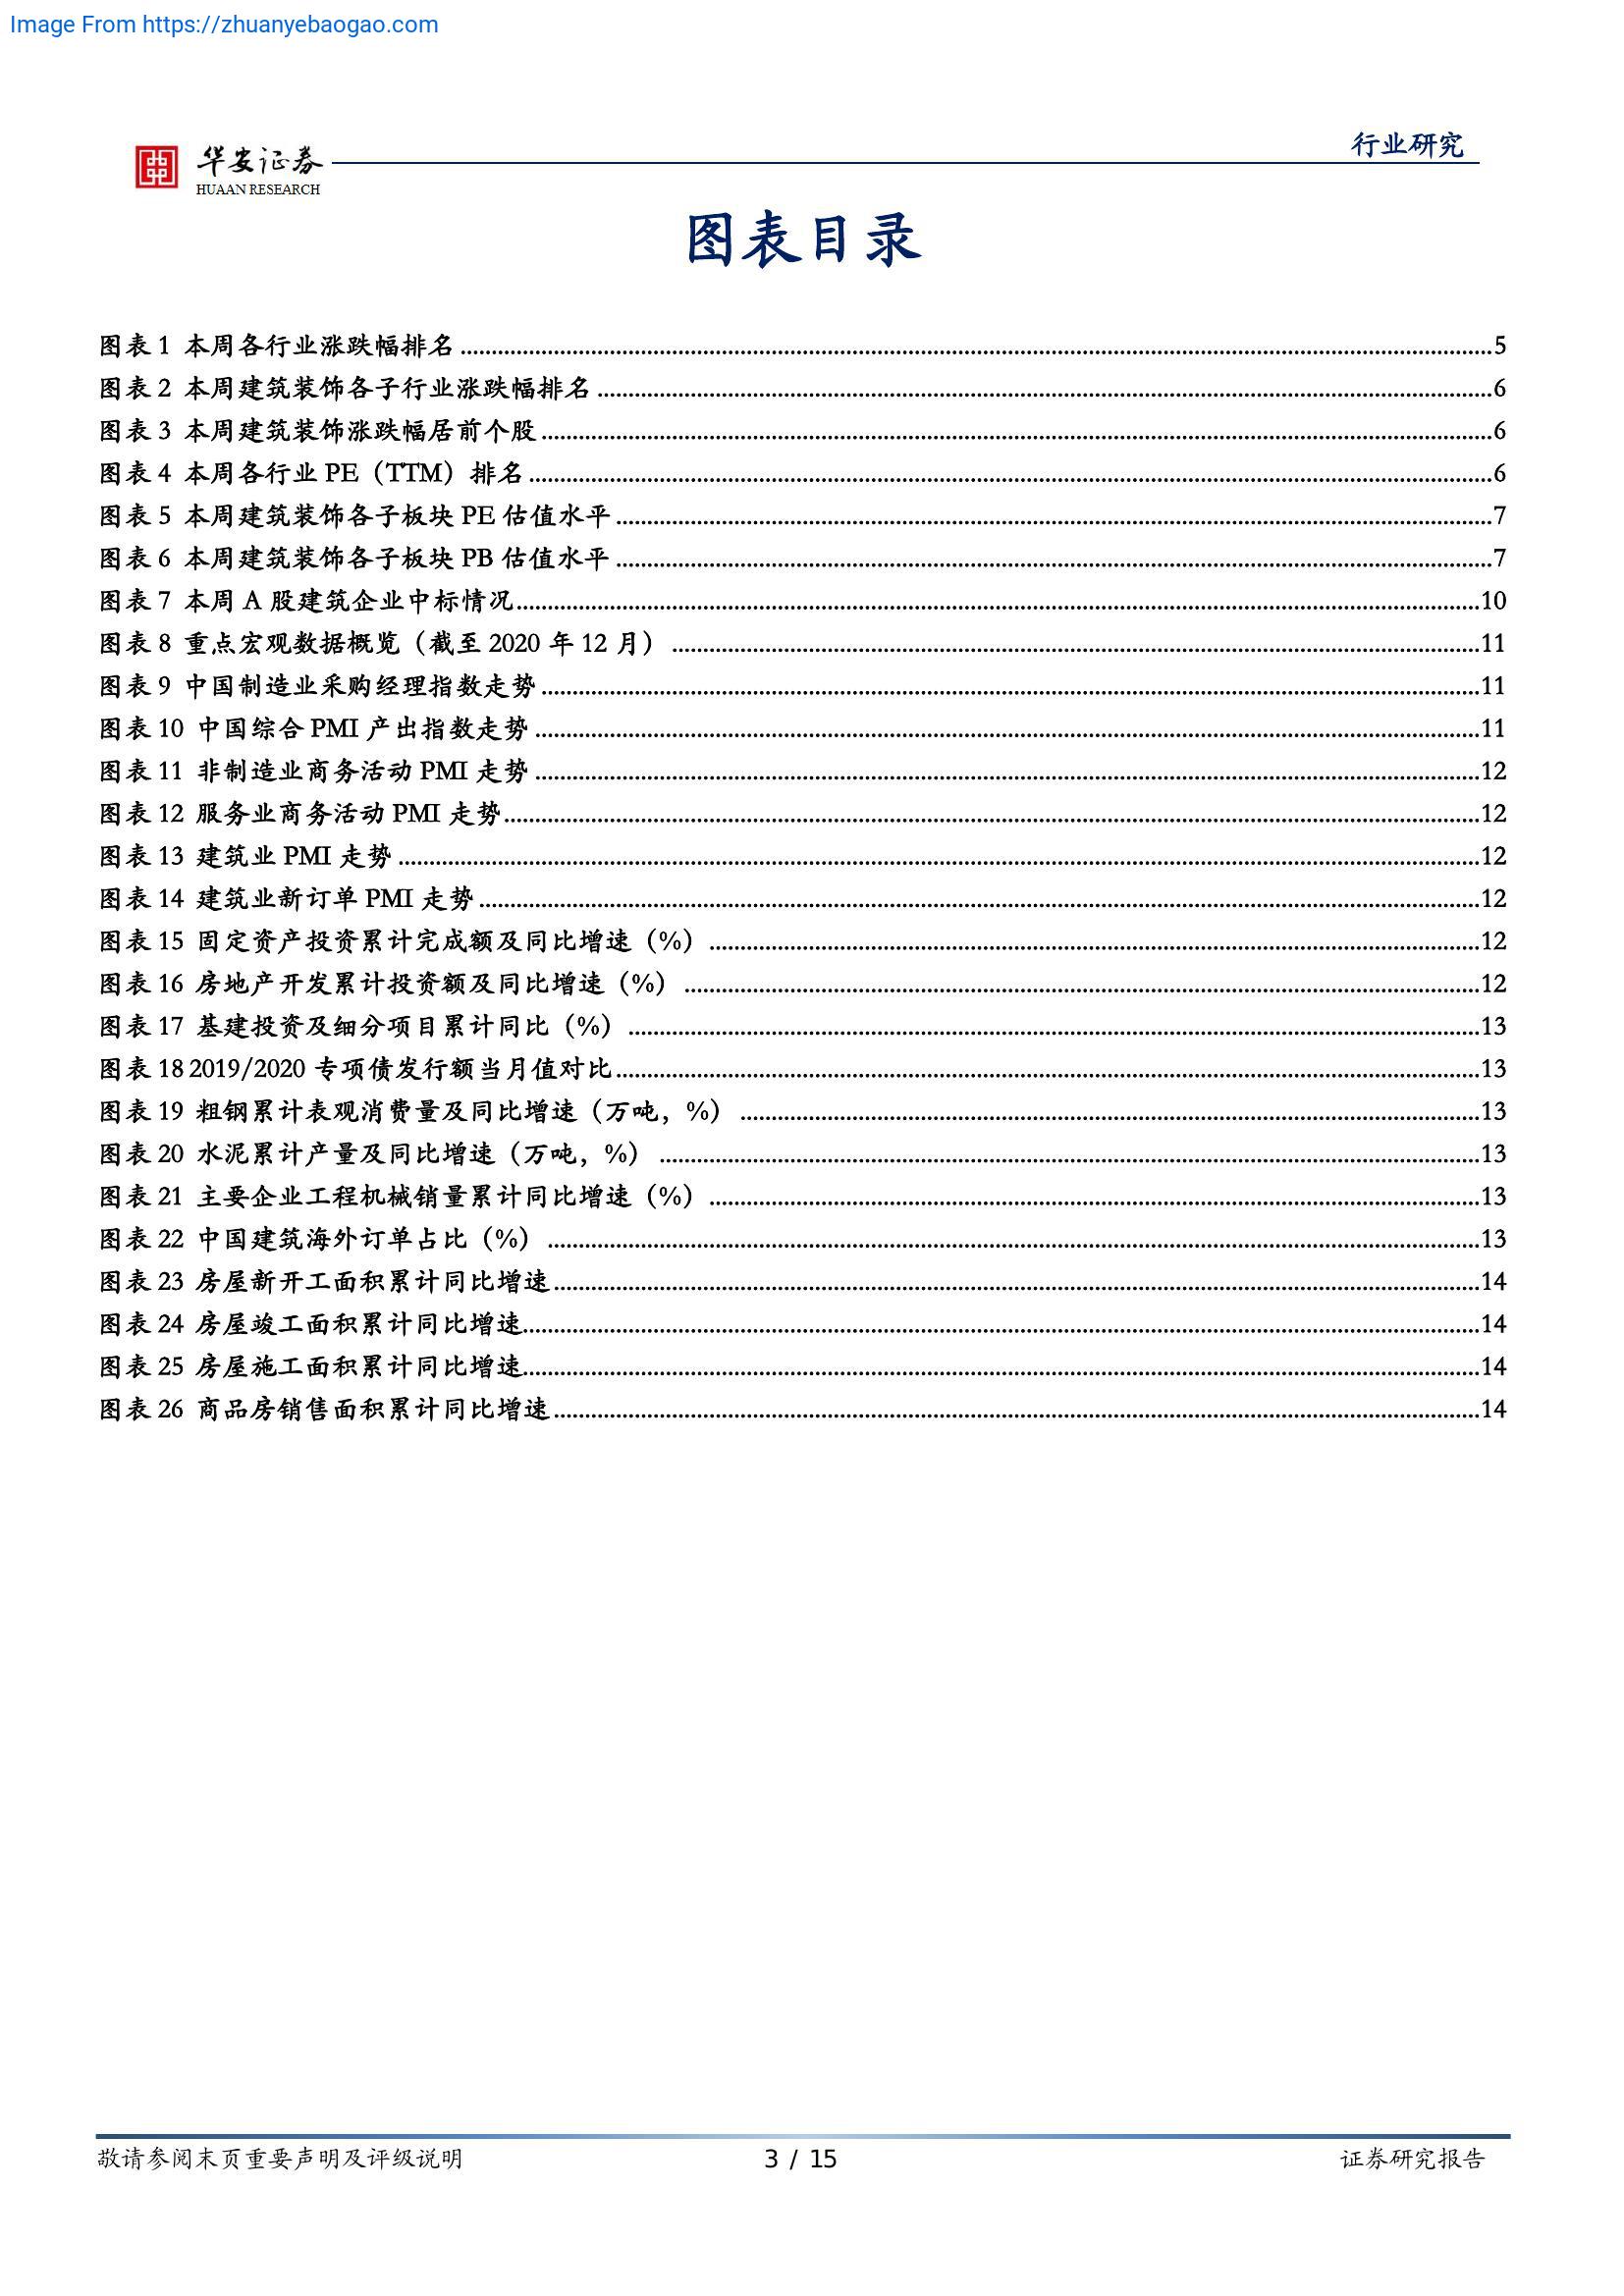 Image From https://zhuanyebaogao.com
行业研究
华安证券
HUAAN RESEARCH
图表目录
图表 1 本周各行业涨跌幅排名 5
图表 2 本周建筑装饰各子行业涨跌幅排名 6
图表 3 本周建筑装饰涨跌幅居前个股 6
图表 4 本周各行业 PE（TTM）排名 6
图表 5 本周建筑装饰各子板块 PE 估值水平 7
图表 6 本周建筑装饰各子板块 PB 估值水平 7
图表 7 本周 A 股建筑企业中标情况 10
图表 8 重点宏观数据概览（截至 2020 年 12 月） 11
图表 9 中国制造业采购经理指数走势 11
图表 10 中国综合 PMI 产出指数走势 11
图表 11 非制造业商务活动 PMI 走势 12
图表 12 服务业商务活动 PMI 走势 12
图表 13 建筑业 PMI 走势 12
图表 14 建筑业新订单 PMI 走势 12
图表 15 固定资产投资累计完成额及同比增速（%） 12
图表 16 房地产开发累计投资额及同比增速（%） 12
图表 17 基建投资及细分项目累计同比（%） 13
图表 18 2019/2020 专项债发行额当月值对比 13
图表 19 粗钢累计表观消费量及同比增速（万吨，%） 13
图表 20 水泥累计产量及同比增速（万吨，%） 13
图表 21 主要企业工程机械销量累计同比增速（%） 13
图表 22 中国建筑海外订单占比（%） 13
图表 23 房屋新开工面积累计同比增速 14
图表 24 房屋竣工面积累计同比增速 14
图表 25 房屋施工面积累计同比增速 14
图表 26 商品房销售面积累计同比增速 14
敬请参阅末页重要声明及评级说明 3 / 15 证券研究报告